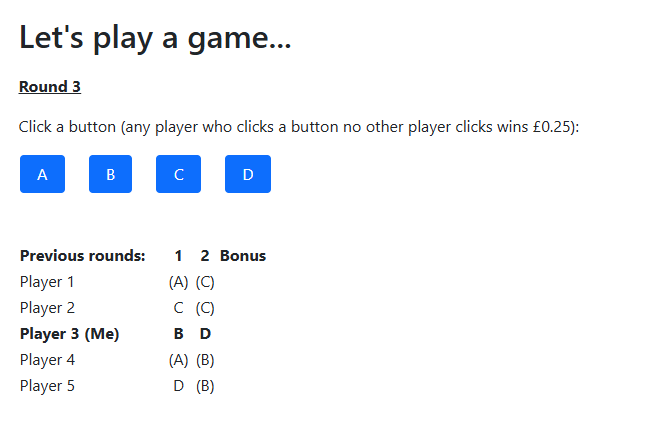 Let's play a game...
Round 3
Click a button (any player who clicks a button no other player clicks wins £0.25):
A B C D
Previous rounds: 1 2 Bonus
Player 1 (A) (C)
Player 2 C (C)
Player 3 (Me) B D
Player 4 (A) (B)
Player 5 D (B)